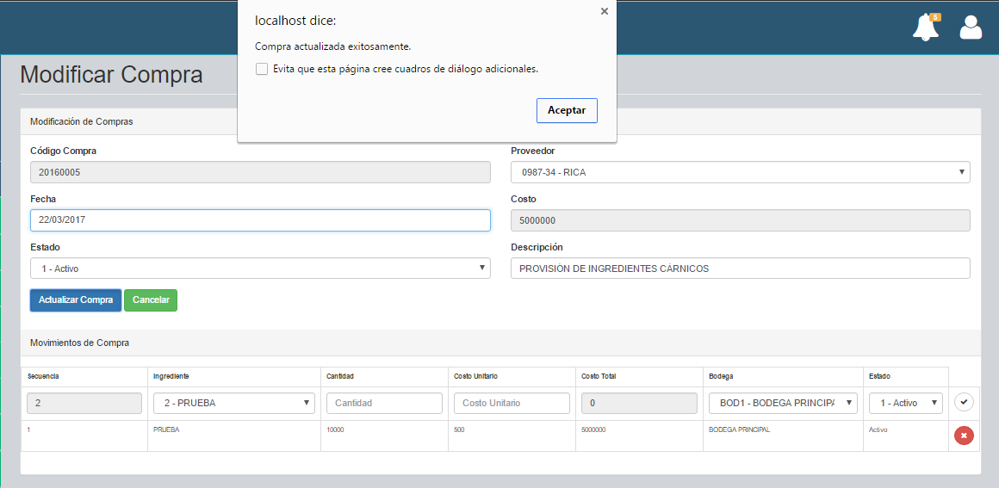 localhost dice:
Compra actualizada exitosamente.
Evita que esta página cree cuadros de diálogo adicionales.
Aceptar
5
Modificar Compra
Modificación de Compras
Código Compra
20160005
Proveedor
0987-34 - RICA
Fecha
22/03/2017
Costo
5000000
Estado
1 - Activo
Descripción
PROVISIÓN DE INGREDIENTES CÁRNICOS
Actualizar Compra Cancelar
Movimientos de Compra
Secuencia Ingrediente Cantidad Costo Unitario Costo Total Bodega Estado
2 2 - PRUEBA Cantidad Costo Unitario 0 BOD1 - BODEGA PRINCIPA 1 - Activo
1 PRUEBA 10000 500 5000000 BODEGA PRINCIPAL Activo